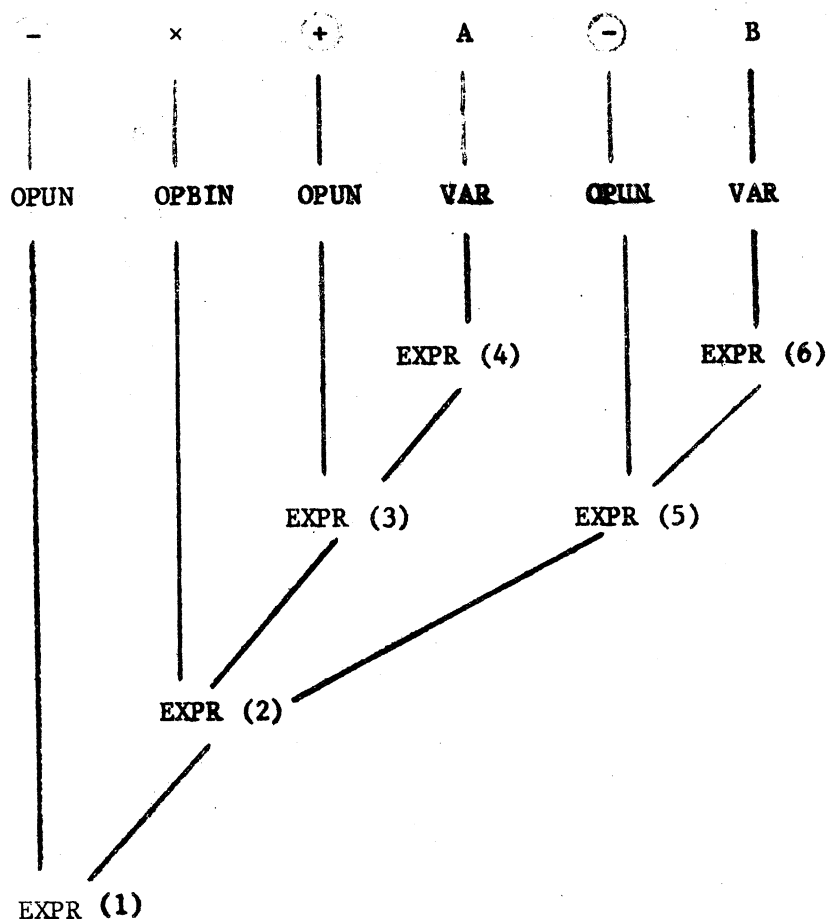 - × + A - B
OPUN OPBIN OPUN VAR OPUN VAR
EXPR (4) EXPR (6)
EXPR (3) EXPR (5)
EXPR (2)
EXPR (1)